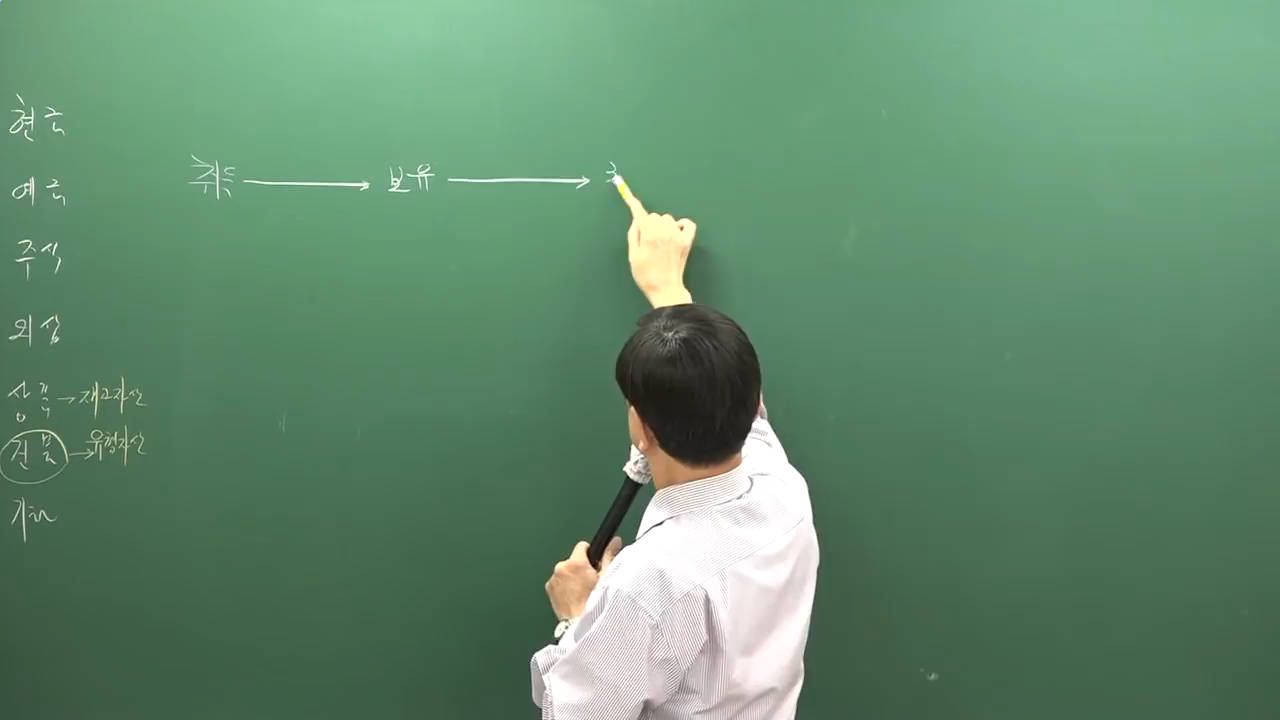 현금
취득 → 보유 →
예금
주식
외상
상품 → 재고자산
건물 → 유형자산
기타